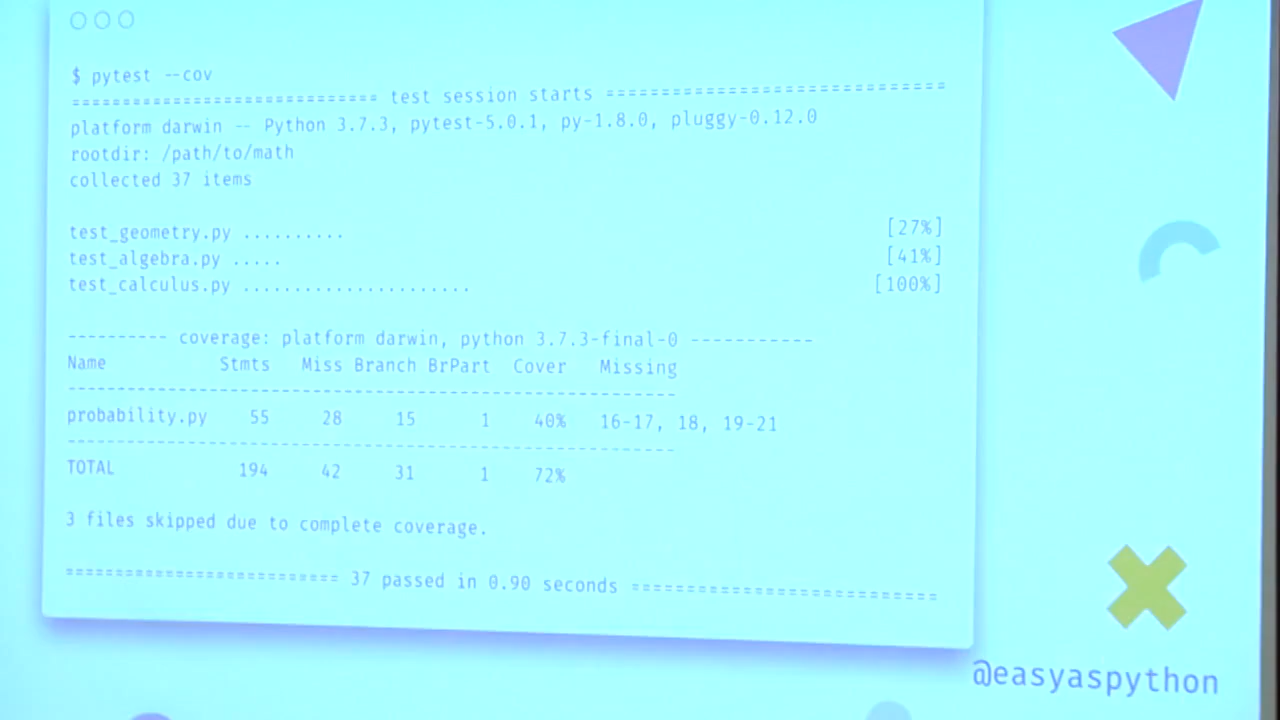 $ pytest --cov
============================== test session starts ==============================
platform darwin -- Python 3.7.3, pytest-5.0.1, py-1.8.0, pluggy-0.12.0
rootdir: /path/to/math
collected 37 items
test_geometry.py .......... [27%]
test_algebra.py ..... [41%]
test_calculus.py ...................... [100%]
---------- coverage: platform darwin, python 3.7.3-final-0 -----------
Name Stmts Miss Branch BrPart Cover Missing
--------------------------------------------------------------
probability.py 55 28 15 1 40% 16-17, 18, 19-21
--------------------------------------------------------------
TOTAL 194 42 31 1 72%
3 files skipped due to complete coverage.
=========================== 37 passed in 0.90 seconds ==============================
@easyaspython